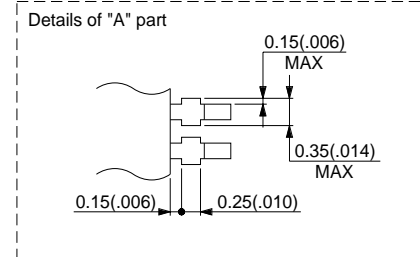 Details of "A" part
0.15(.006)
MAX
0.35(.014)
MAX
0.15(.006)
0.25(.010)